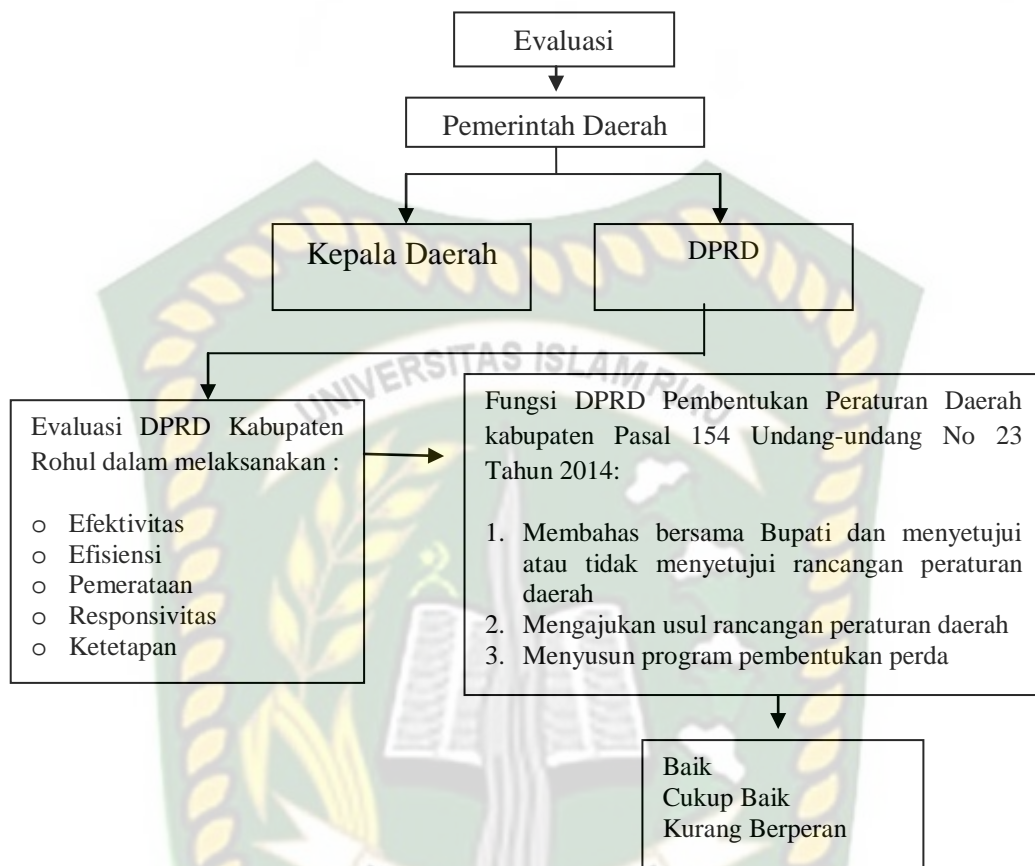 Evaluasi
Pemerintah Daerah
Kepala Daerah
DPRD
UNIVERSITAS ISLAM RIAU
Evaluasi DPRD Kabupaten
Rohul dalam melaksanakan :
o Efektivitas
o Efisiensi
o Pemerataan
o Responsivitas
o Ketetapan
Fungsi DPRD Pembentukan Peraturan Daerah
kabupaten Pasal 154 Undang-undang No 23
Tahun 2014:
1. Membahas bersama Bupati dan menyetujui
atau tidak menyetujui rancangan peraturan
daerah
2. Mengajukan usul rancangan peraturan daerah
3. Menyusun program pembentukan perda
Baik
Cukup Baik
Kurang Berperan